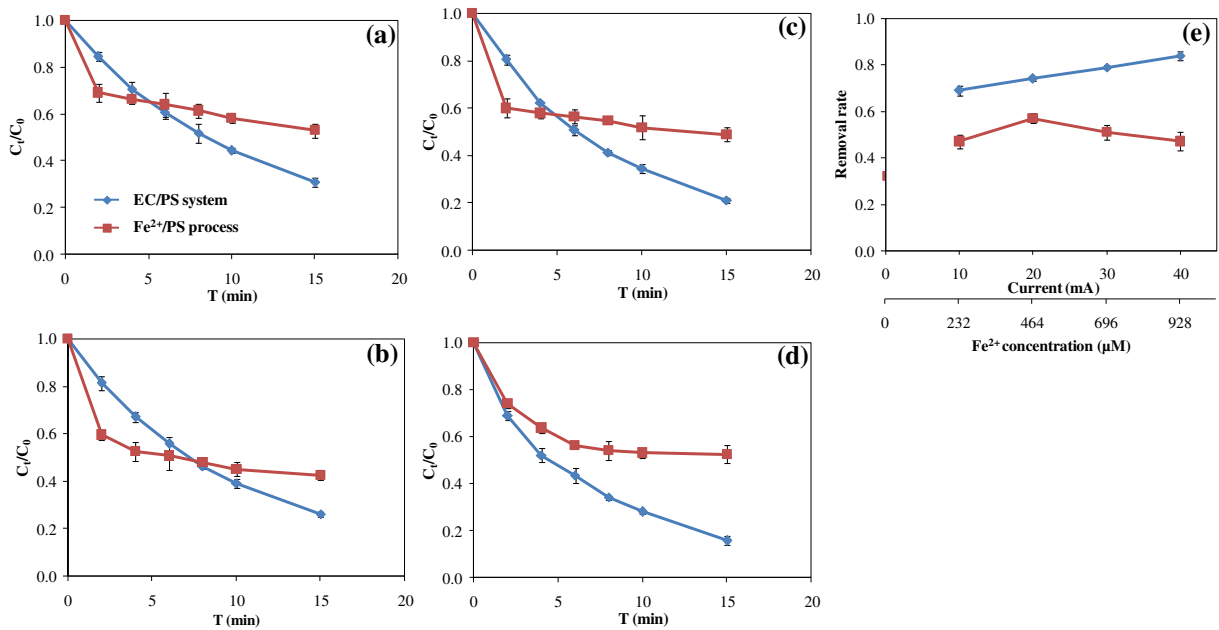 (a)
1.0
0.8
0.6
0.4
0.2
0.0
Ct/C0
EC/PS system
Fe²⁺/PS process
0 5 10 15 20
T (min)
(c)
1.0
0.8
0.6
0.4
0.2
0.0
Ct/C0
0 5 10 15 20
T (min)
(e)
1.0
0.8
0.6
0.4
0.2
0.0
Removal rate
0 10 20 30 40
Current (mA)
0 232 464 696 928
Fe²⁺ concentration (µM)
(b)
1.0
0.8
0.6
0.4
0.2
0.0
Ct/C0
0 5 10 15 20
T (min)
(d)
1.0
0.8
0.6
0.4
0.2
0.0
Ct/C0
0 5 10 15 20
T (min)